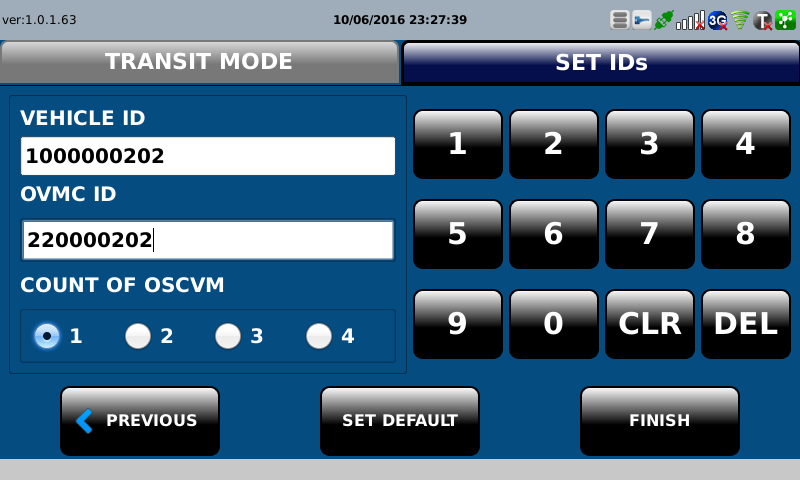 ver:1.0.1.63
10/06/2016 23:27:39
3G
T
TRANSIT MODE
SET IDs
VEHICLE ID
1000000202
OVMC ID
220000202
COUNT OF OSCVM
1 2 3 4
1 2 3 4
5 6 7 8
9 0 CLR DEL
PREVIOUS
SET DEFAULT
FINISH